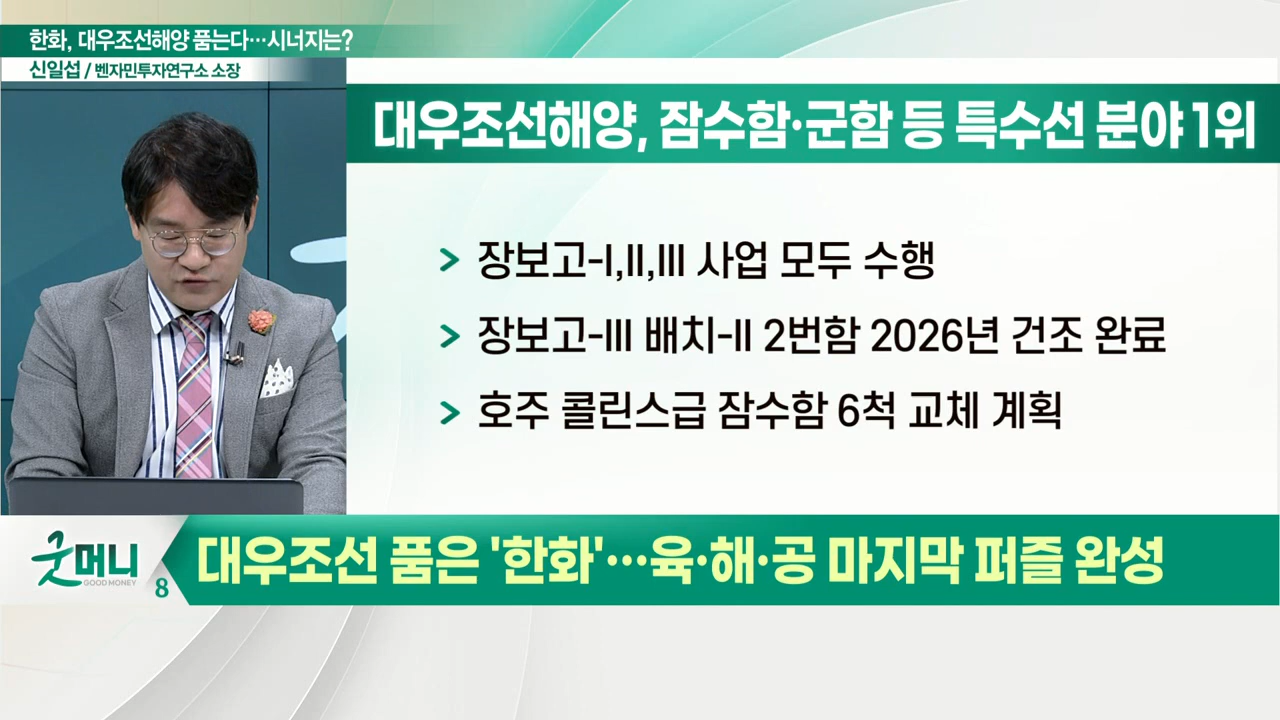 한화, 대우조선해양 품는다…시너지는?
신일섭 / 벤자민투자연구소 소장
대우조선해양, 잠수함·군함 등 특수선 분야 1위
> 장보고-I,II,III 사업 모두 수행
> 장보고-III 배치-II 2번함 2026년 건조 완료
> 호주 콜린스급 잠수함 6척 교체 계획
굿머니
GOOD MONEY
8
대우조선 품은 '한화'…육·해·공 마지막 퍼즐 완성